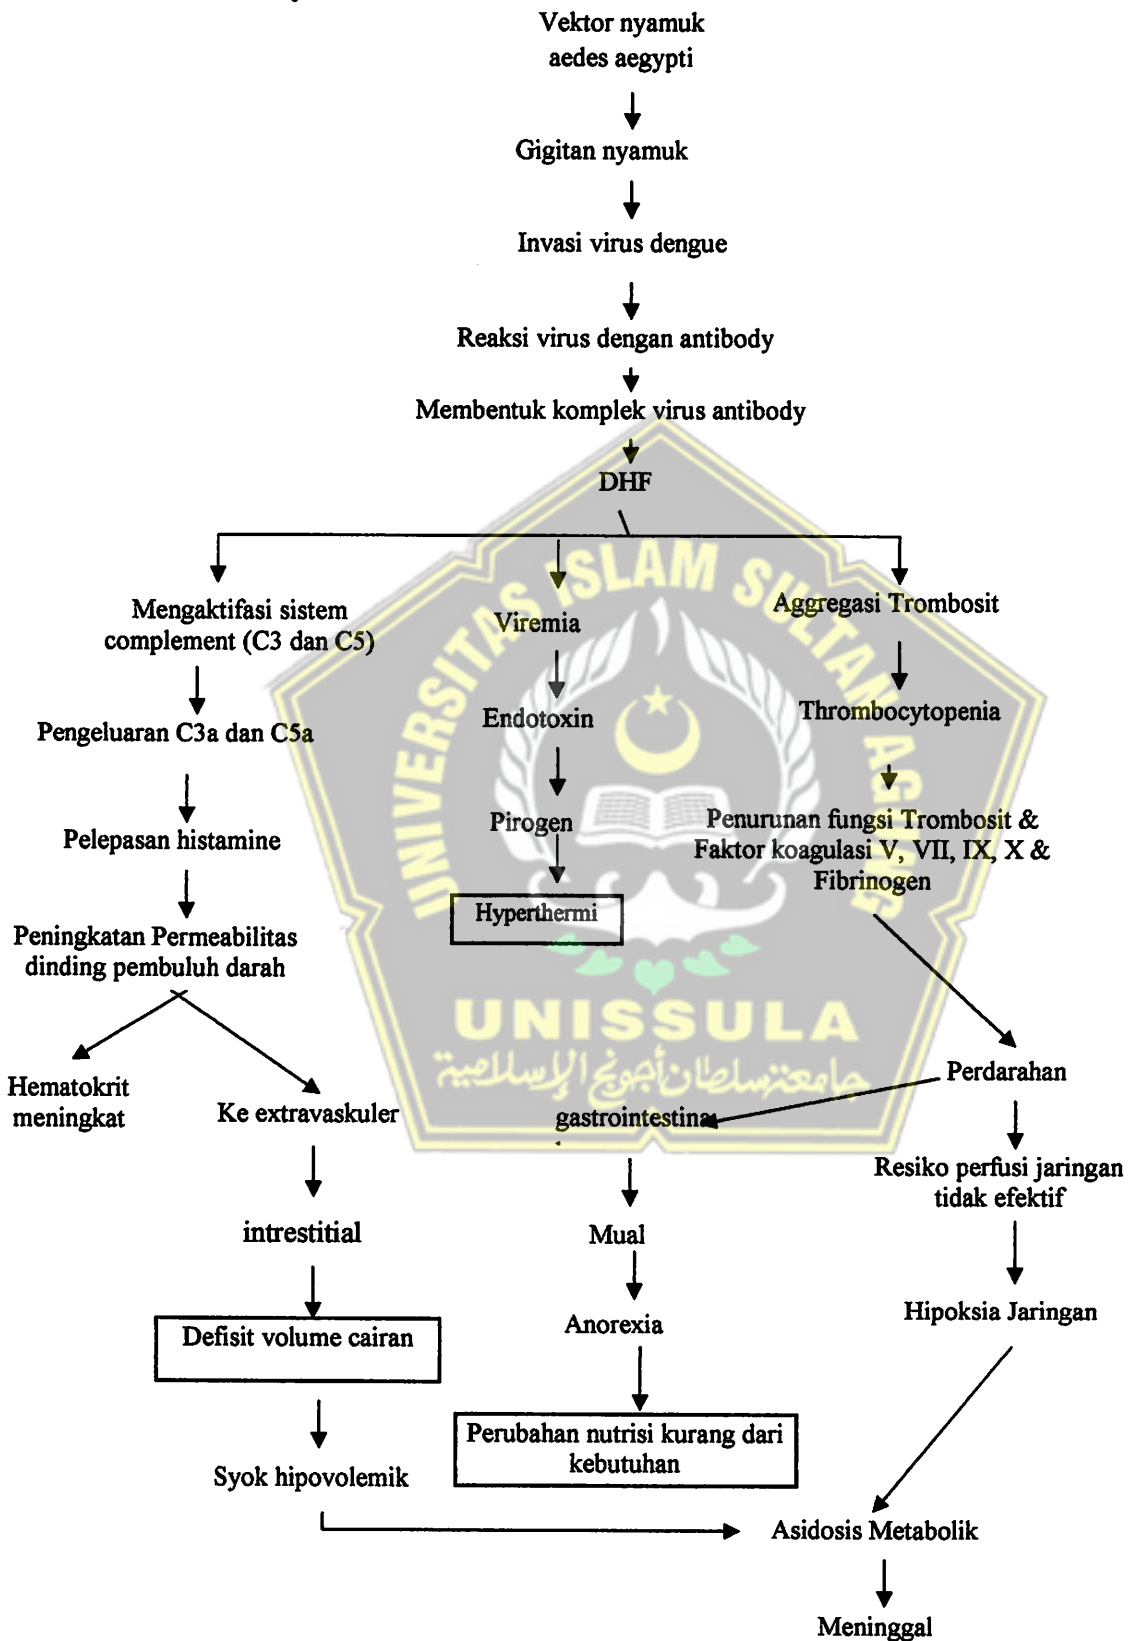 Vektor nyamuk
aedes aegypti
Gigitan nyamuk
Invasi virus dengue
Reaksi virus dengan antibody
Membentuk komplek virus antibody
DHF
Mengaktifasi sistem
complement (C3 dan C5)
Viremia
Aggregasi Trombosit
Pengeluaran C3a dan C5a
Endotoxin
Thrombocytopenia
Pelepasan histamine
Pirogen
Penurunan fungsi Trombosit &
Faktor koagulasi V, VII, IX, X &
Fibrinogen
Hyperthermi
Peningkatan Permeabilitas
dinding pembuluh darah
Hematokrit
meningkat
Ke extravaskuler
gastrointestina
Perdarahan
Resiko perfusi jaringan
tidak efektif
intrestitial
Mual
Hipoksia Jaringan
Defisit volume cairan
Anorexia
Perubahan nutrisi kurang dari
kebutuhan
Syok hipovolemik
Asidosis Metabolik
Meninggal
UNIVERSITAS ISLAM SULTAN AGUNG
UNISSULA
جامعة سلطان أجونج الإسلامية